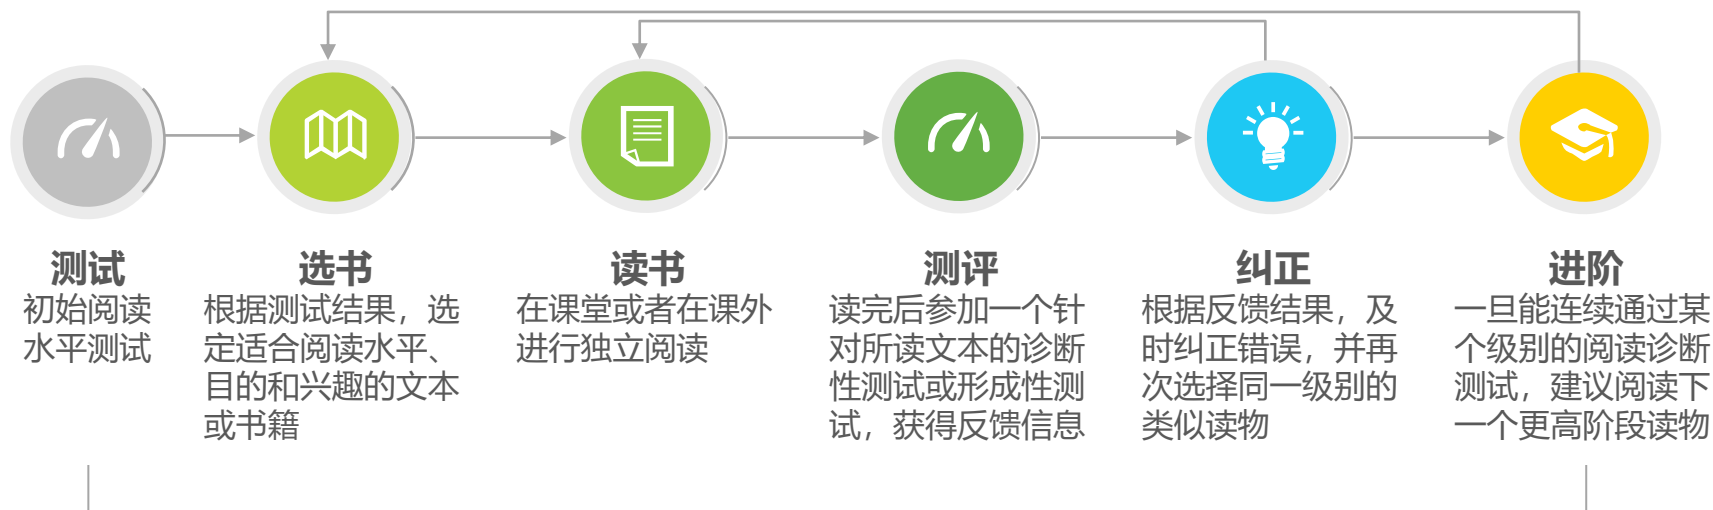 测试
初始阅读
水平测试
选书
根据测试结果，选
定适合阅读水平、
目的和兴趣的文本
或书籍
读书
在课堂或者在课外
进行独立阅读
测评
读完后参加一个针
对所读文本的诊断
性测试或形成性测
试，获得反馈信息
纠正
根据反馈结果，及
时纠正错误，并再
次选择同一级别的
类似读物
进阶
一旦能连续通过某
个级别的阅读诊断
测试，建议阅读下
一个更高阶段读物